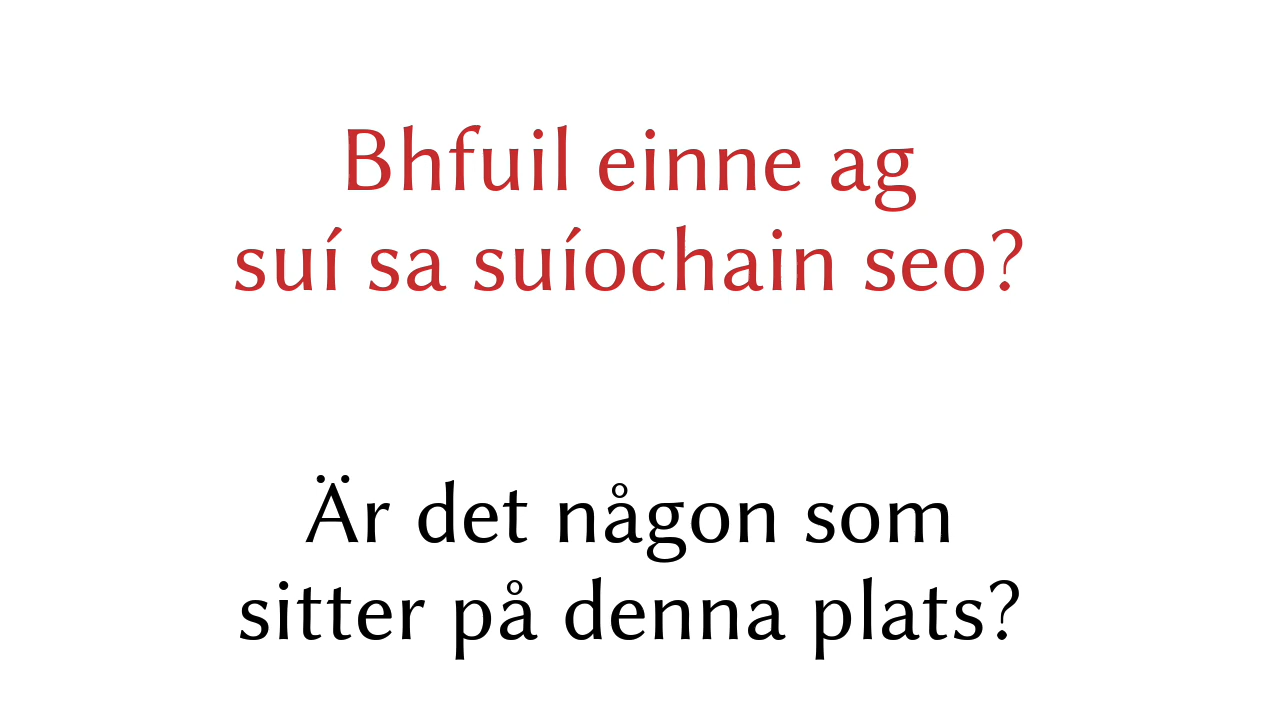 Bhfuil einne ag
suí sa suíochain seo?
Är det någon som
sitter på denna plats?